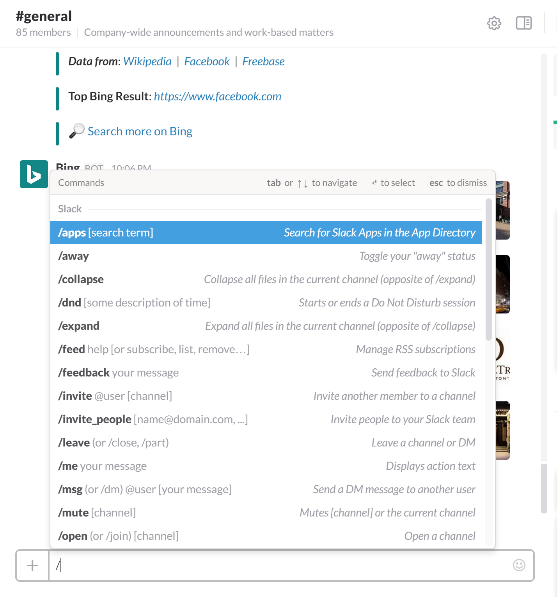 #general
85 members | Company-wide announcements and work-based matters
Data from: Wikipedia | Facebook | Freebase
Top Bing Result: https://www.facebook.com
🔎 Search more on Bing
Bing BOT 10:06 PM
Commands tab or ↑↓ to navigate ↵ to select esc to dismiss
Slack
/apps [search term] Search for Slack Apps in the App Directory
/away Toggle your "away" status
/collapse Collapse all files in the current channel (opposite of /expand)
/dnd [some description of time] Starts or ends a Do Not Disturb session
/expand Expand all files in the current channel (opposite of /collapse)
/feed help [or subscribe, list, remove…] Manage RSS subscriptions
/feedback your message Send feedback to Slack
/invite @user [channel] Invite another member to a channel
/invite_people [name@domain.com, ...] Invite people to your Slack team
/leave (or /close, /part) Leave a channel or DM
/me your message Displays action text
/msg (or /dm) @user [your message] Send a DM message to another user
/mute [channel] Mutes [channel] or the current channel
/open (or /join) [channel] Open a channel
/